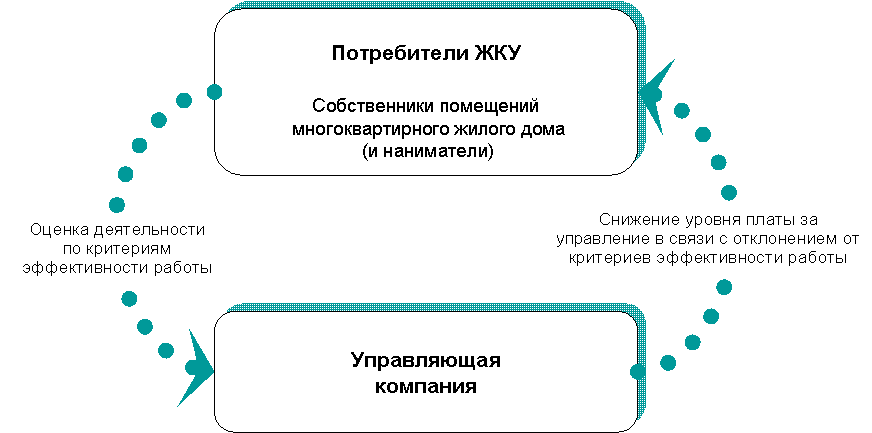 Потребители ЖКУ
Собственники помещений
многоквартирного жилого дома
(и наниматели)
Оценка деятельности
по критериям
эффективности работы
Снижение уровня платы за
управление в связи с отклонением от
критериев эффективности работы
Управляющая
компания